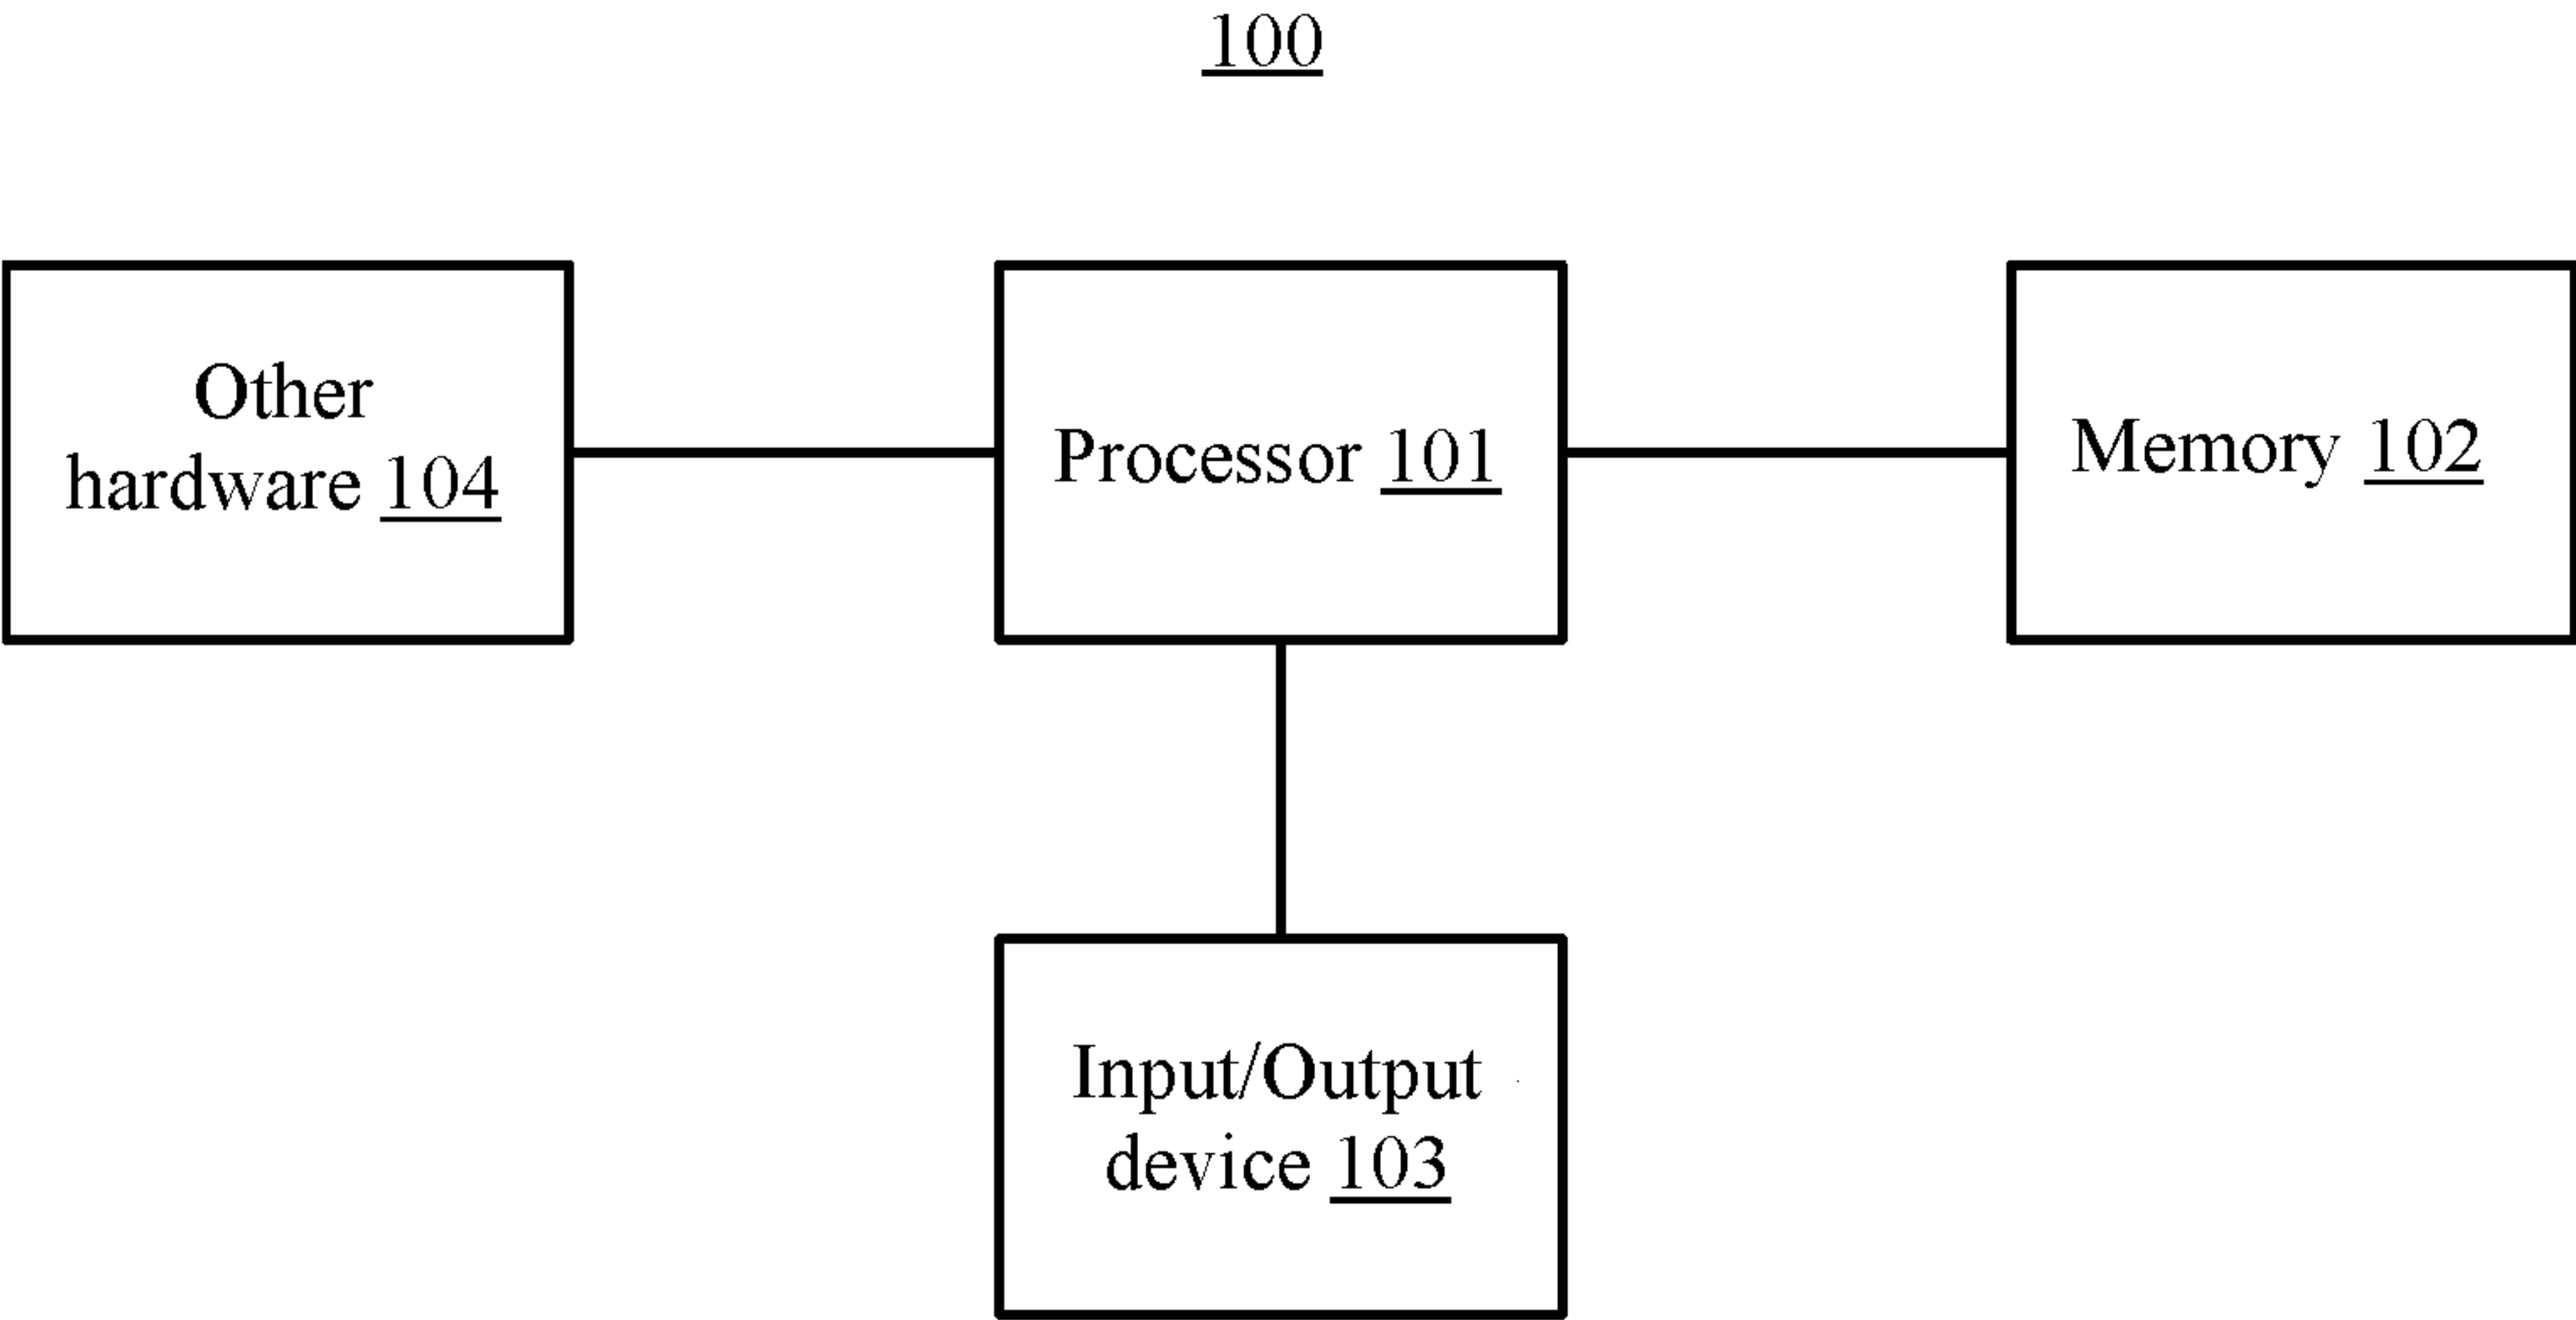 100
Other
hardware 104
Processor 101
Memory 102
Input/Output
device 103